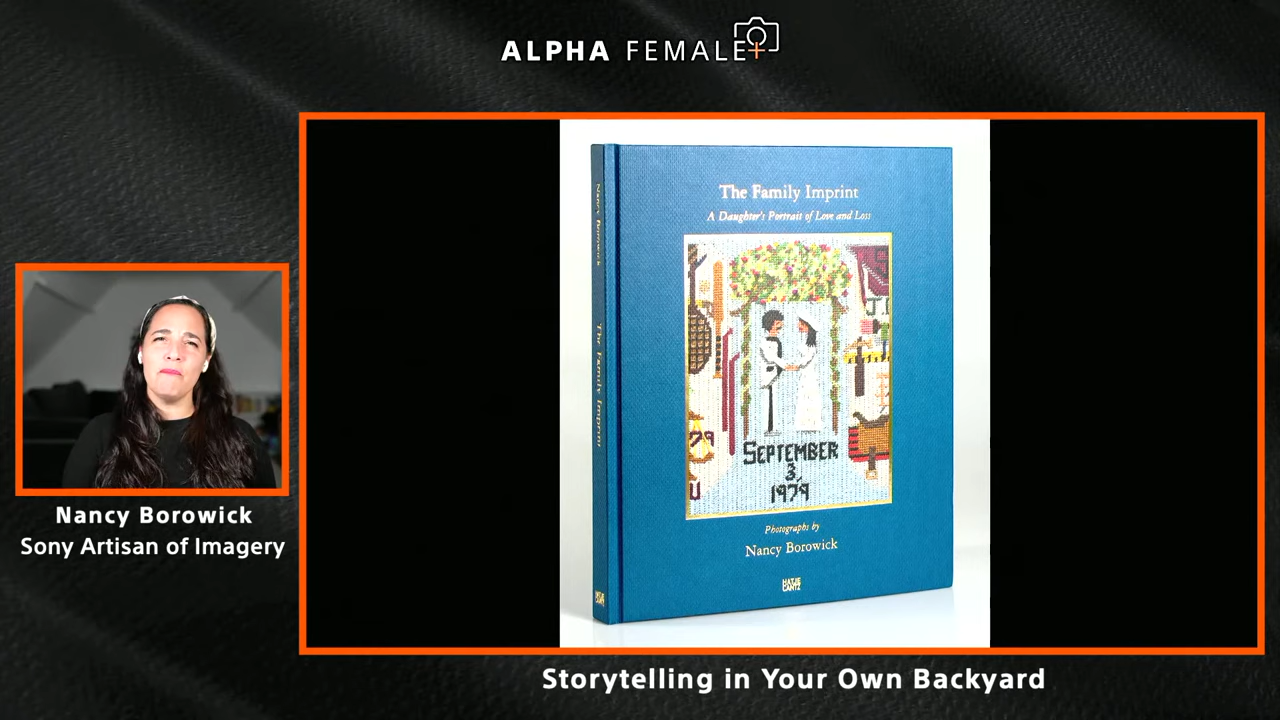 ALPHA FEMALE
Nancy Borowick
The Family Imprint
The Family Imprint
A Daughter's Portrait of Love and Loss
79
SEPTEMBER
3,
1979
Photographs by
Nancy Borowick
HATJE
CANTZ
Nancy Borowick
Sony Artisan of Imagery
Storytelling in Your Own Backyard